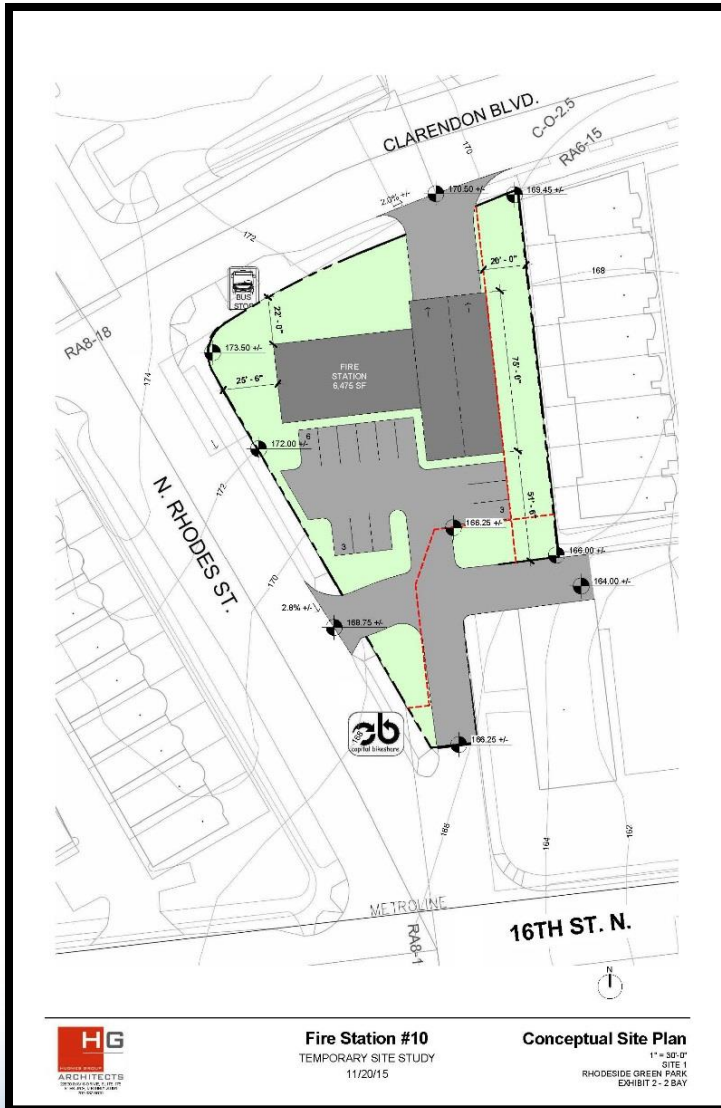 CLARENDON BLVD.
C-O-2.5
RA6-15
170
170.50 +/-
169.45 +/-
2.0% +/-
172
BUS
STOP
20' - 0"
168
RA8-18
22' - 0"
173.50 +/-
174
FIRE
STATION
6,475 SF
75' - 0"
25' - 6"
172.00 +/-
6
172
N. RHODES ST.
51' - 6"
3
166.25 +/-
3
166.00 +/-
170
164.00 +/-
2.8% +/-
168.75 +/-
168
capital bikeshare
166.25 +/-
166
164
162
METROLINE
16TH ST. N.
RA8-1
N
HG
ARCHITECTS
Fire Station #10
TEMPORARY SITE STUDY
11/20/15
Conceptual Site Plan
1" = 30'-0"
SITE 1
RHODESIDE GREEN PARK
EXHIBIT 2 - 2 BAY